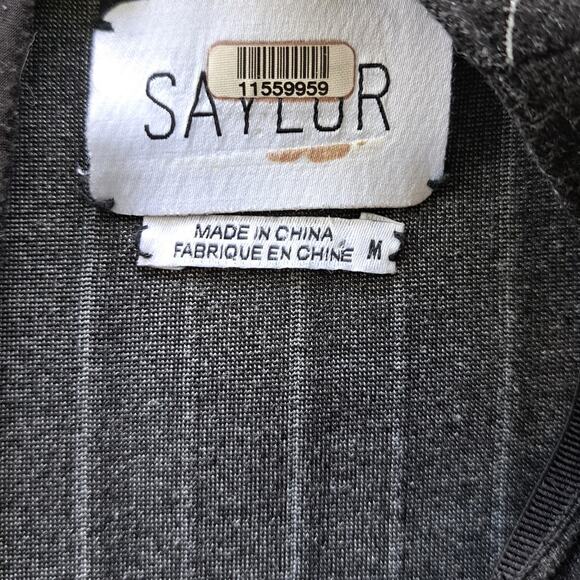 11559959
SAYLOR
MADE IN CHINA
FABRIQUE EN CHINE M